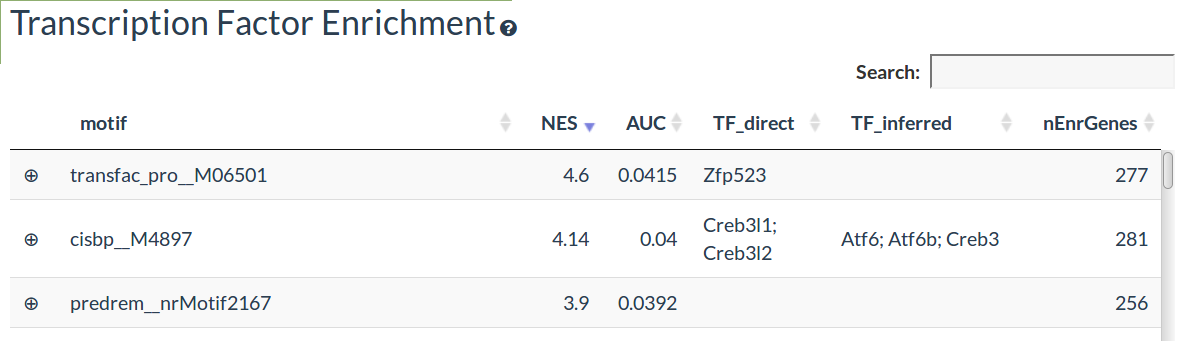 Transcription Factor Enrichment ?
Search:
motif NES AUC TF_direct TF_inferred nEnrGenes
transfac_pro__M06501 4.6 0.0415 Zfp523 277
cisbp__M4897 4.14 0.04 Creb3l1; Creb3l2 Atf6; Atf6b; Creb3 281
predrem__nrMotif2167 3.9 0.0392 256